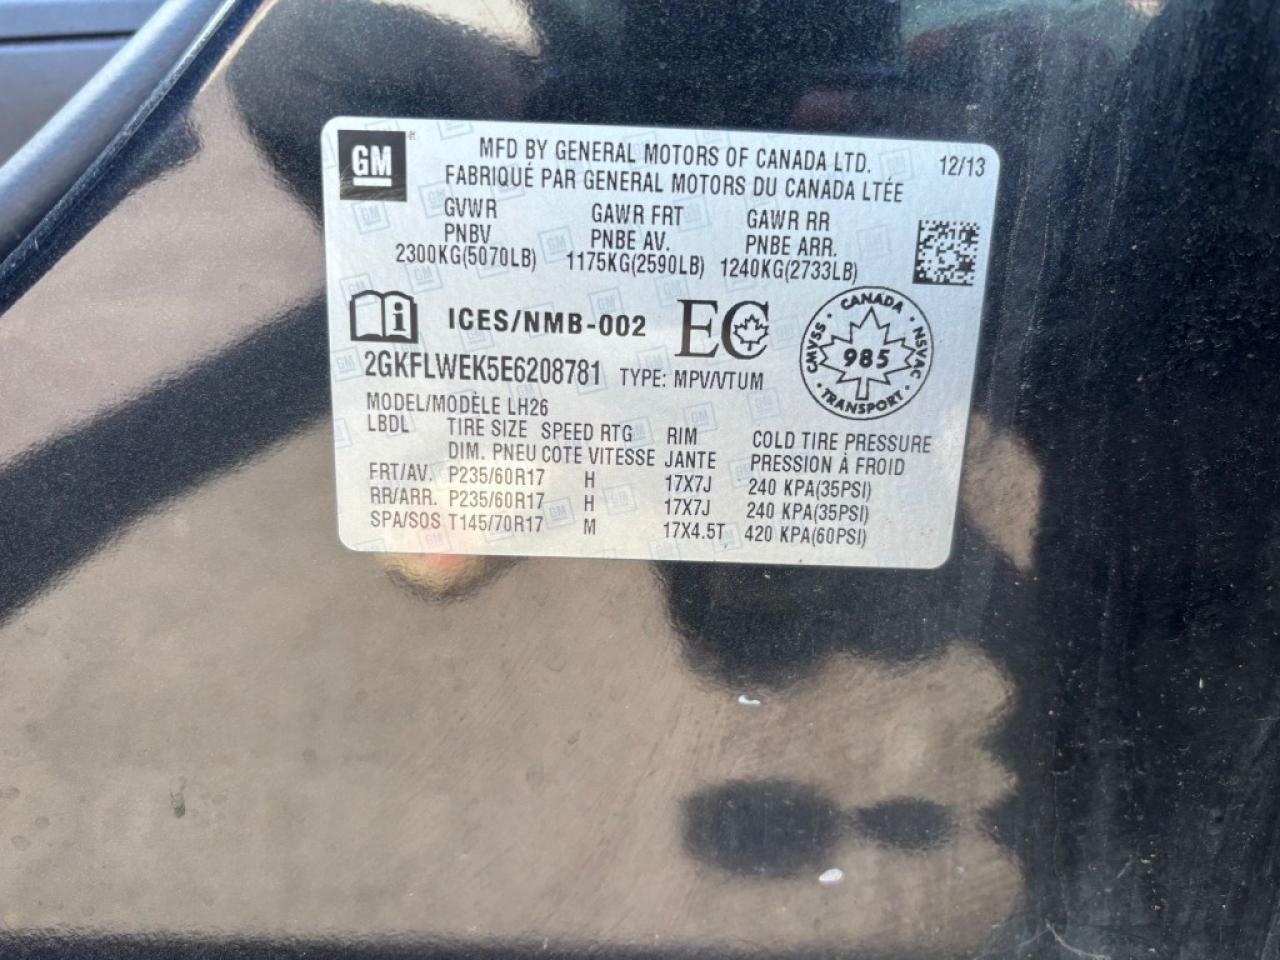 GM
MFD BY GENERAL MOTORS OF CANADA LTD. 12/13
FABRIQUÉ PAR GENERAL MOTORS DU CANADA LTÉE
GVWR GAWR FRT GAWR RR
PNBV PNBE AV. PNBE ARR.
2300KG(5070LB) 1175KG(2590LB) 1240KG(2733LB)
ICES/NMB-002 EC
CANADA · NSVAC · TRANSPORT · CMVSS
985
2GKFLWEK5E6208781 TYPE: MPV/VTUM
MODEL/MODÈLE LH26
LBDL TIRE SIZE SPEED RTG RIM COLD TIRE PRESSURE
DIM. PNEU COTE VITESSE JANTE PRESSION À FROID
FRT/AV. P235/60R17 H 17X7J 240 KPA(35PSI)
RR/ARR. P235/60R17 H 17X7J 240 KPA(35PSI)
SPA/SOS T145/70R17 M 17X4.5T 420 KPA(60PSI)